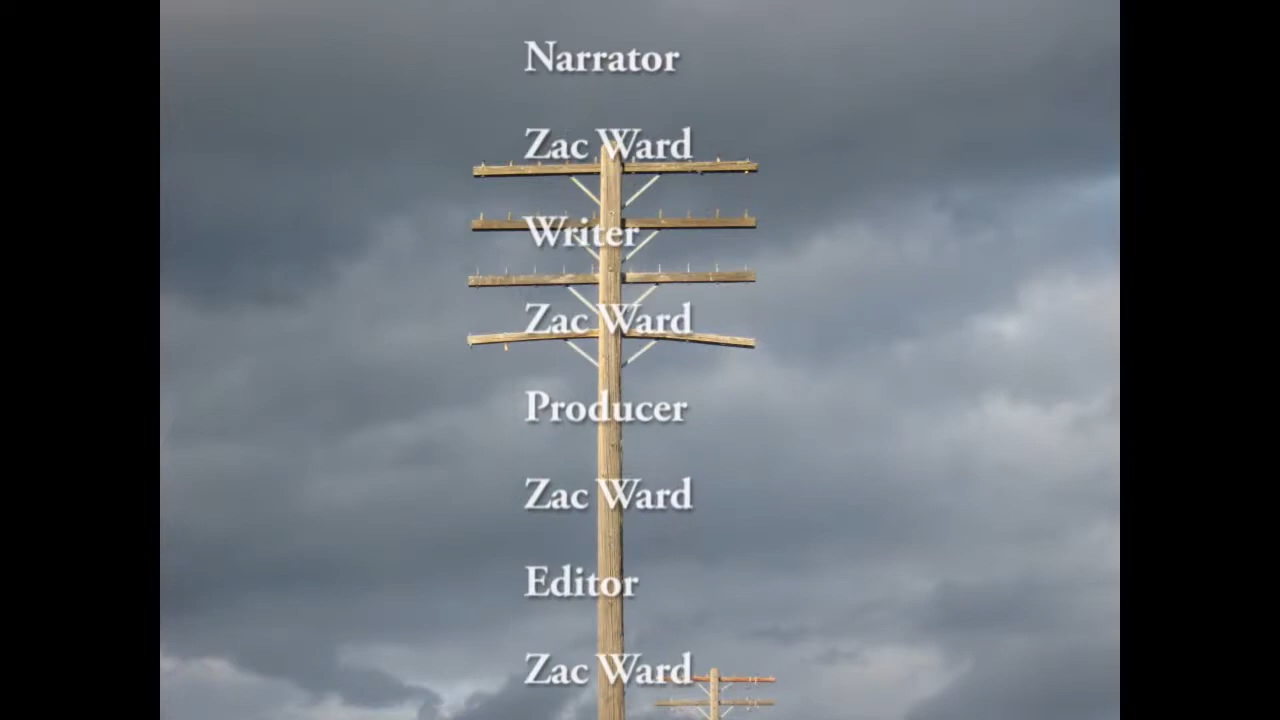 Narrator
Zac Ward
Writer
Zac Ward
Producer
Zac Ward
Editor
Zac Ward